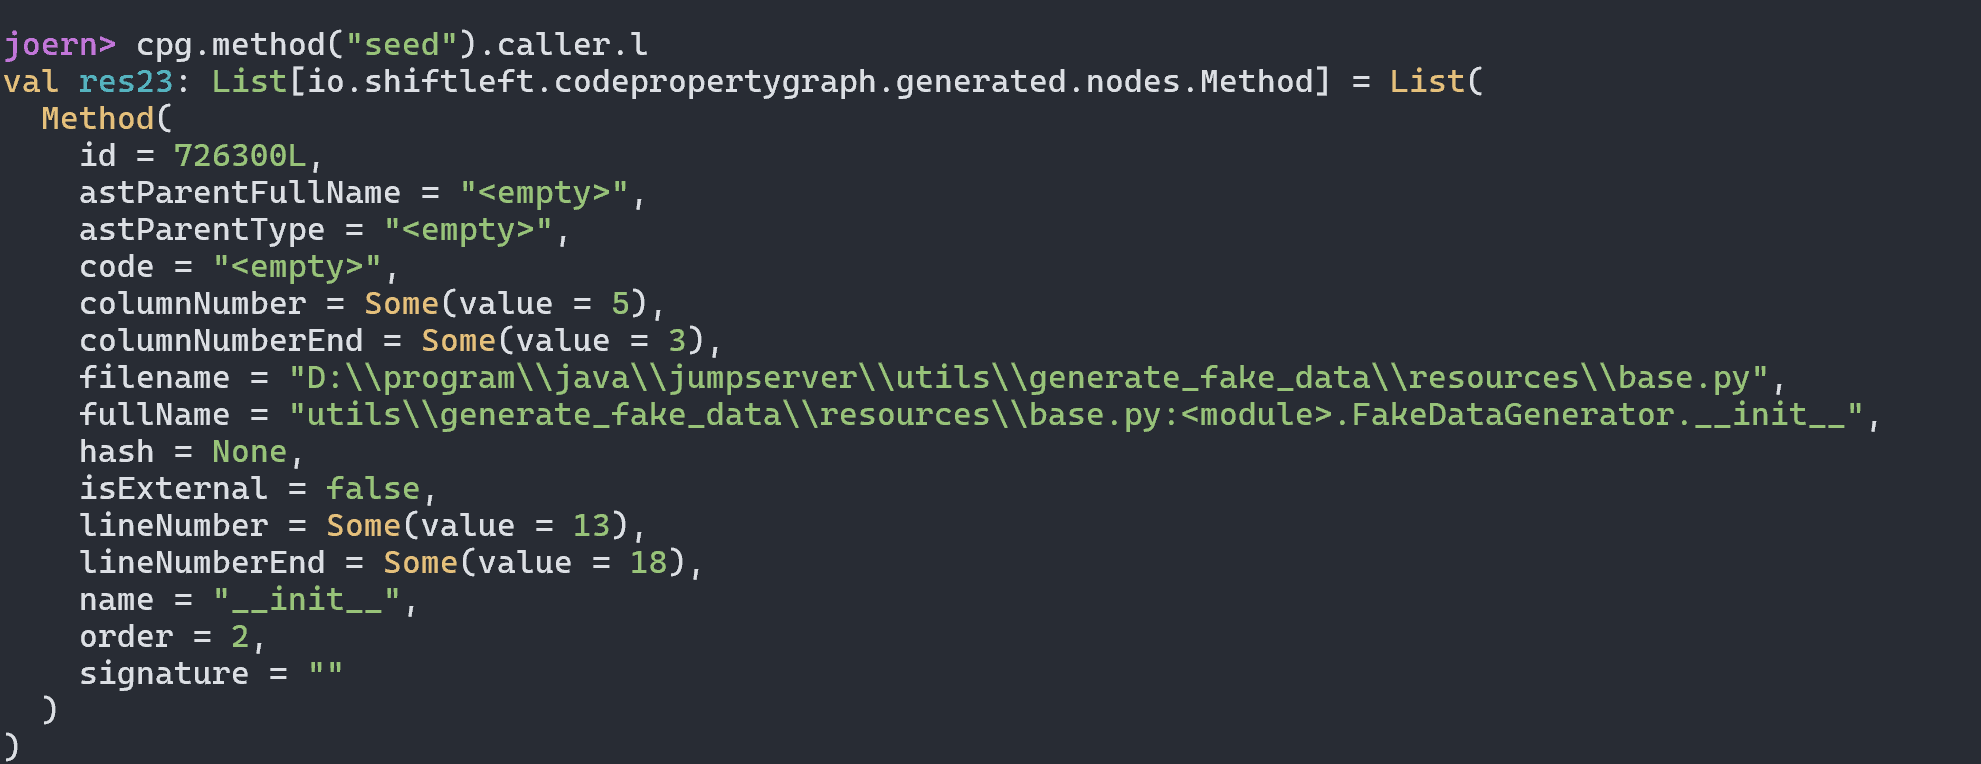 joern> cpg.method("seed").caller.l
val res23: List[io.shiftleft.codepropertygraph.generated.nodes.Method] = List(
  Method(
    id = 726300L,
    astParentFullName = "<empty>",
    astParentType = "<empty>",
    code = "<empty>",
    columnNumber = Some(value = 5),
    columnNumberEnd = Some(value = 3),
    filename = "D:\\program\\java\\jumpserver\\utils\\generate_fake_data\\resources\\base.py",
    fullName = "utils\\generate_fake_data\\resources\\base.py:<module>.FakeDataGenerator.__init__",
    hash = None,
    isExternal = false,
    lineNumber = Some(value = 13),
    lineNumberEnd = Some(value = 18),
    name = "__init__",
    order = 2,
    signature = ""
  )
)